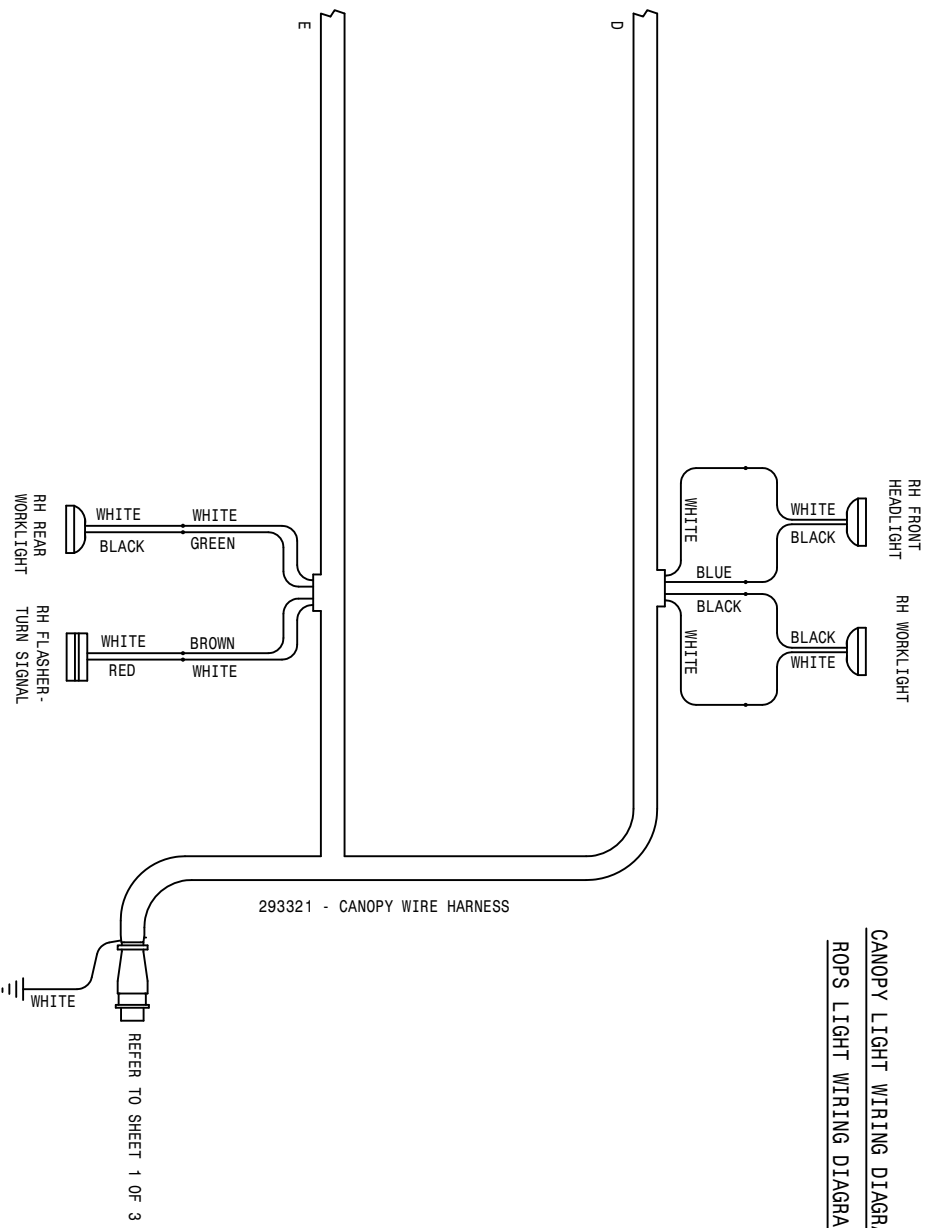 E
D
RH FRONT
HEADLIGHT
RH WORKLIGHT
WHITE
BLACK
BLACK
WHITE
WHITE
BLUE
BLACK
WHITE
RH REAR
WORKLIGHT
WHITE
WHITE
BLACK
GREEN
RH FLASHER-
TURN SIGNAL
WHITE
BROWN
RED
WHITE
293321 - CANOPY WIRE HARNESS
WHITE
REFER TO SHEET 1 OF 3
CANOPY LIGHT WIRING DIAGRA
ROPS LIGHT WIRING DIAGRA